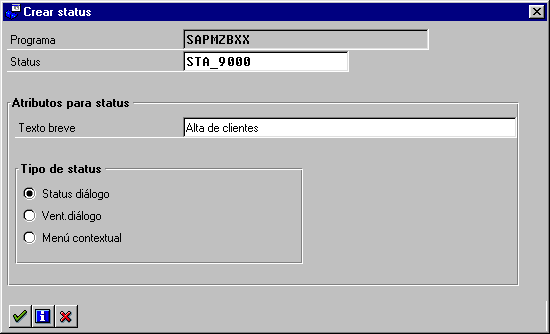 Crear status
Programa SAPMZBXX
Status STA_9000
Atributos para status
Texto breve Alta de clientes
Tipo de status
Status diálogo
Vent.diálogo
Menú contextual